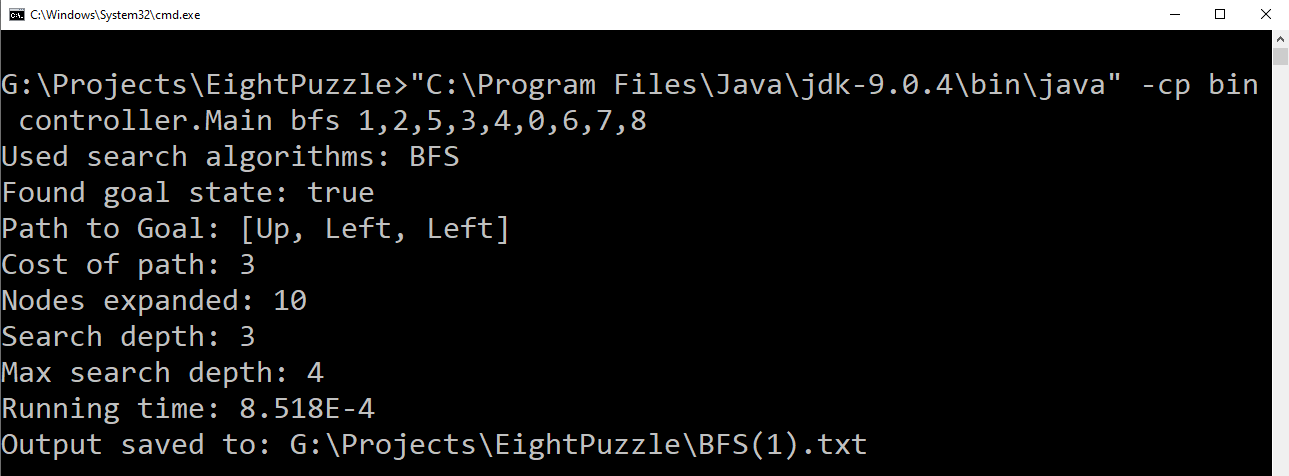 C:\Windows\System32\cmd.exe
G:\Projects\EightPuzzle>"C:\Program Files\Java\jdk-9.0.4\bin\java" -cp bin
controller.Main bfs 1,2,5,3,4,0,6,7,8
Used search algorithms: BFS
Found goal state: true
Path to Goal: [Up, Left, Left]
Cost of path: 3
Nodes expanded: 10
Search depth: 3
Max search depth: 4
Running time: 8.518E-4
Output saved to: G:\Projects\EightPuzzle\BFS(1).txt